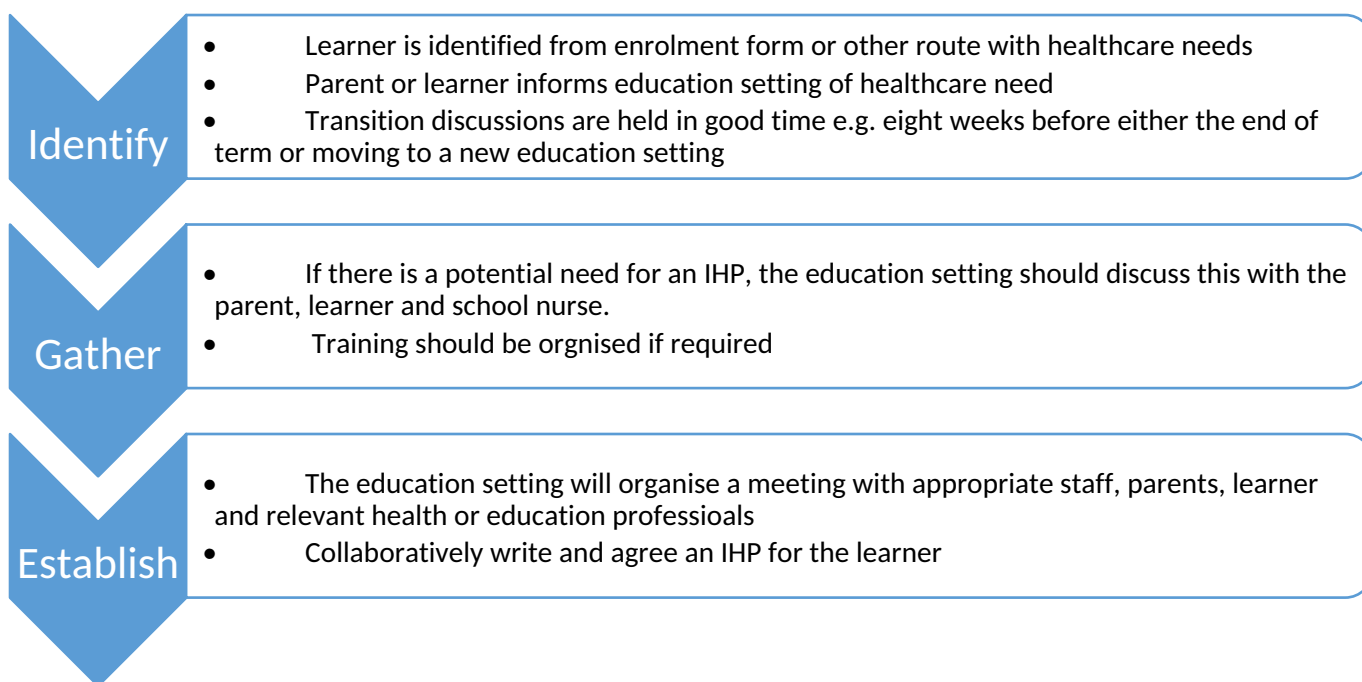 Identify
• Learner is identified from enrolment form or other route with healthcare needs
• Parent or learner informs education setting of healthcare need
• Transition discussions are held in good time e.g. eight weeks before either the end of
term or moving to a new education setting
Gather
• If there is a potential need for an IHP, the education setting should discuss this with the
parent, learner and school nurse.
• Training should be orgnised if required
Establish
• The education setting will organise a meeting with appropriate staff, parents, learner
and relevant health or education professioals
• Collaboratively write and agree an IHP for the learner